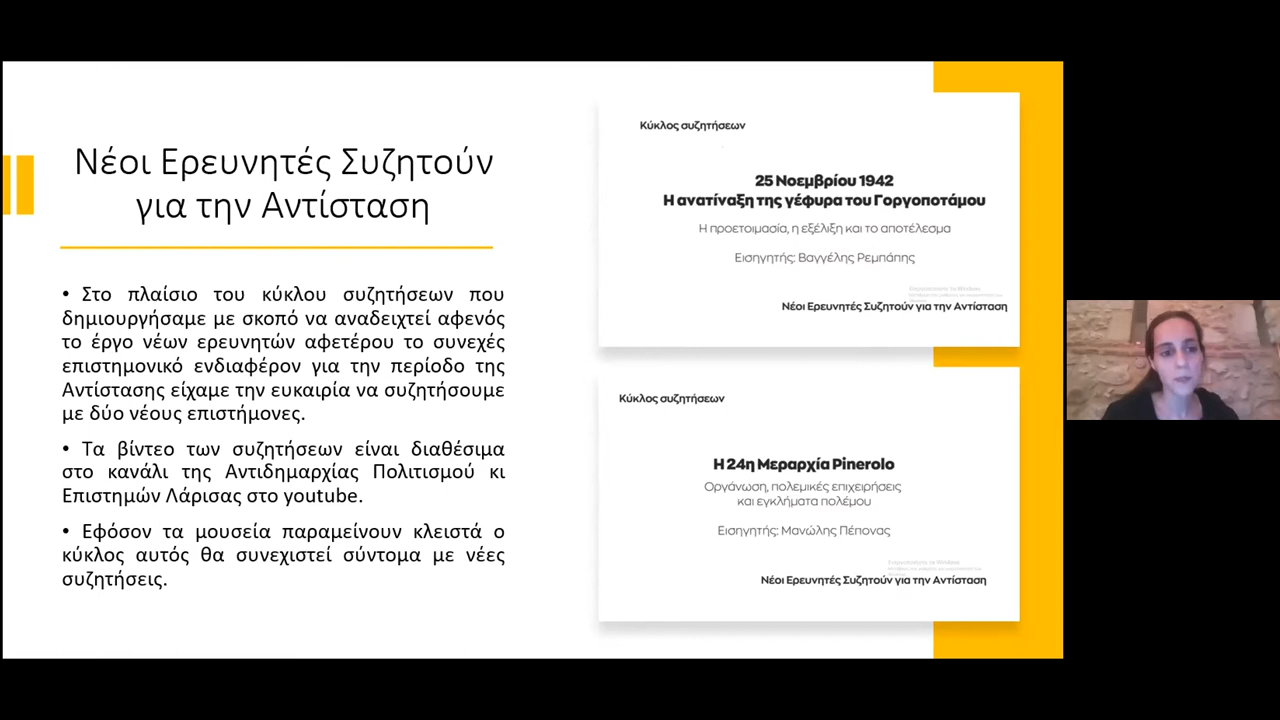 Νέοι Ερευνητές Συζητούν
για την Αντίσταση
• Στο πλαίσιο του κύκλου συζητήσεων που
δημιουργήσαμε με σκοπό να αναδειχτεί αφενός
το έργο νέων ερευνητών αφετέρου το συνεχές
επιστημονικό ενδιαφέρον για την περίοδο της
Αντίστασης είχαμε την ευκαιρία να συζητήσουμε
με δύο νέους επιστήμονες.
• Τα βίντεο των συζητήσεων είναι διαθέσιμα
στο κανάλι της Αντιδημαρχίας Πολιτισμού κι
Επιστημών Λάρισας στο youtube.
• Εφόσον τα μουσεία παραμείνουν κλειστά ο
κύκλος αυτός θα συνεχιστεί σύντομα με νέες
συζητήσεις.
Κύκλος συζητήσεων
25 Νοεμβρίου 1942
Η ανατίναξη της γέφυρα του Γοργοποτάμου
Η προετοιμασία, η εξέλιξη και το αποτέλεσμα
Εισηγητής: Βαγγέλης Ρεμπάπης
Ενεργοποίηση των Windows
Νέοι Ερευνητές Συζητούν για την Αντίσταση
Κύκλος συζητήσεων
Η 24η Μεραρχία Pinerolo
Οργάνωση, πολεμικές επιχειρήσεις
και εγκλήματα πολέμου
Εισηγητής: Μανώλης Πέπονας
Νέοι Ερευνητές Συζητούν για την Αντίσταση